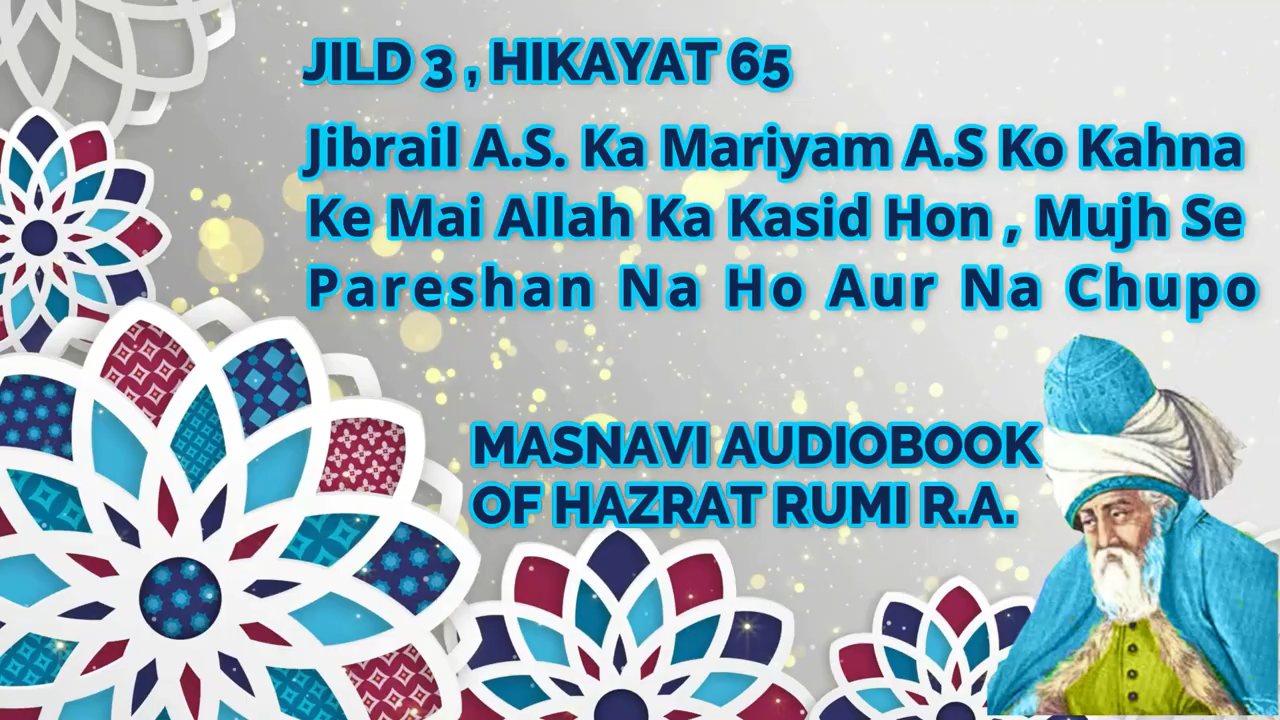 JILD 3 , HIKAYAT 65
Jibrail A.S. Ka Mariyam A.S Ko Kahna
Ke Mai Allah Ka Kasid Hon , Mujh Se
Pareshan Na Ho Aur Na Chupo
MASNAVI AUDIOBOOK
OF HAZRAT RUMI R.A.